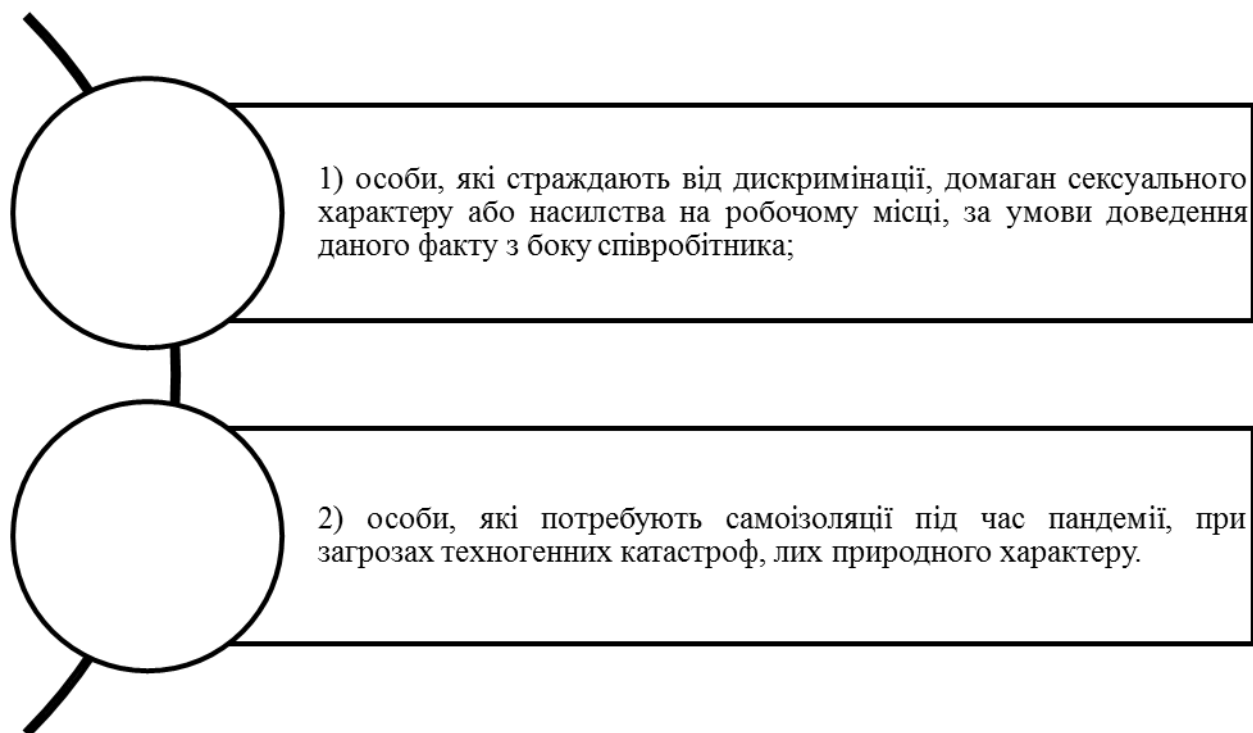 1) особи, які страждають від дискримінації, домаган сексуального
характеру або насилства на робочому місці, за умови доведення
даного факту з боку співробітника;
2) особи, які потребують самоізоляції під час пандемії, при
загрозах техногенних катастроф, лих природного характеру.